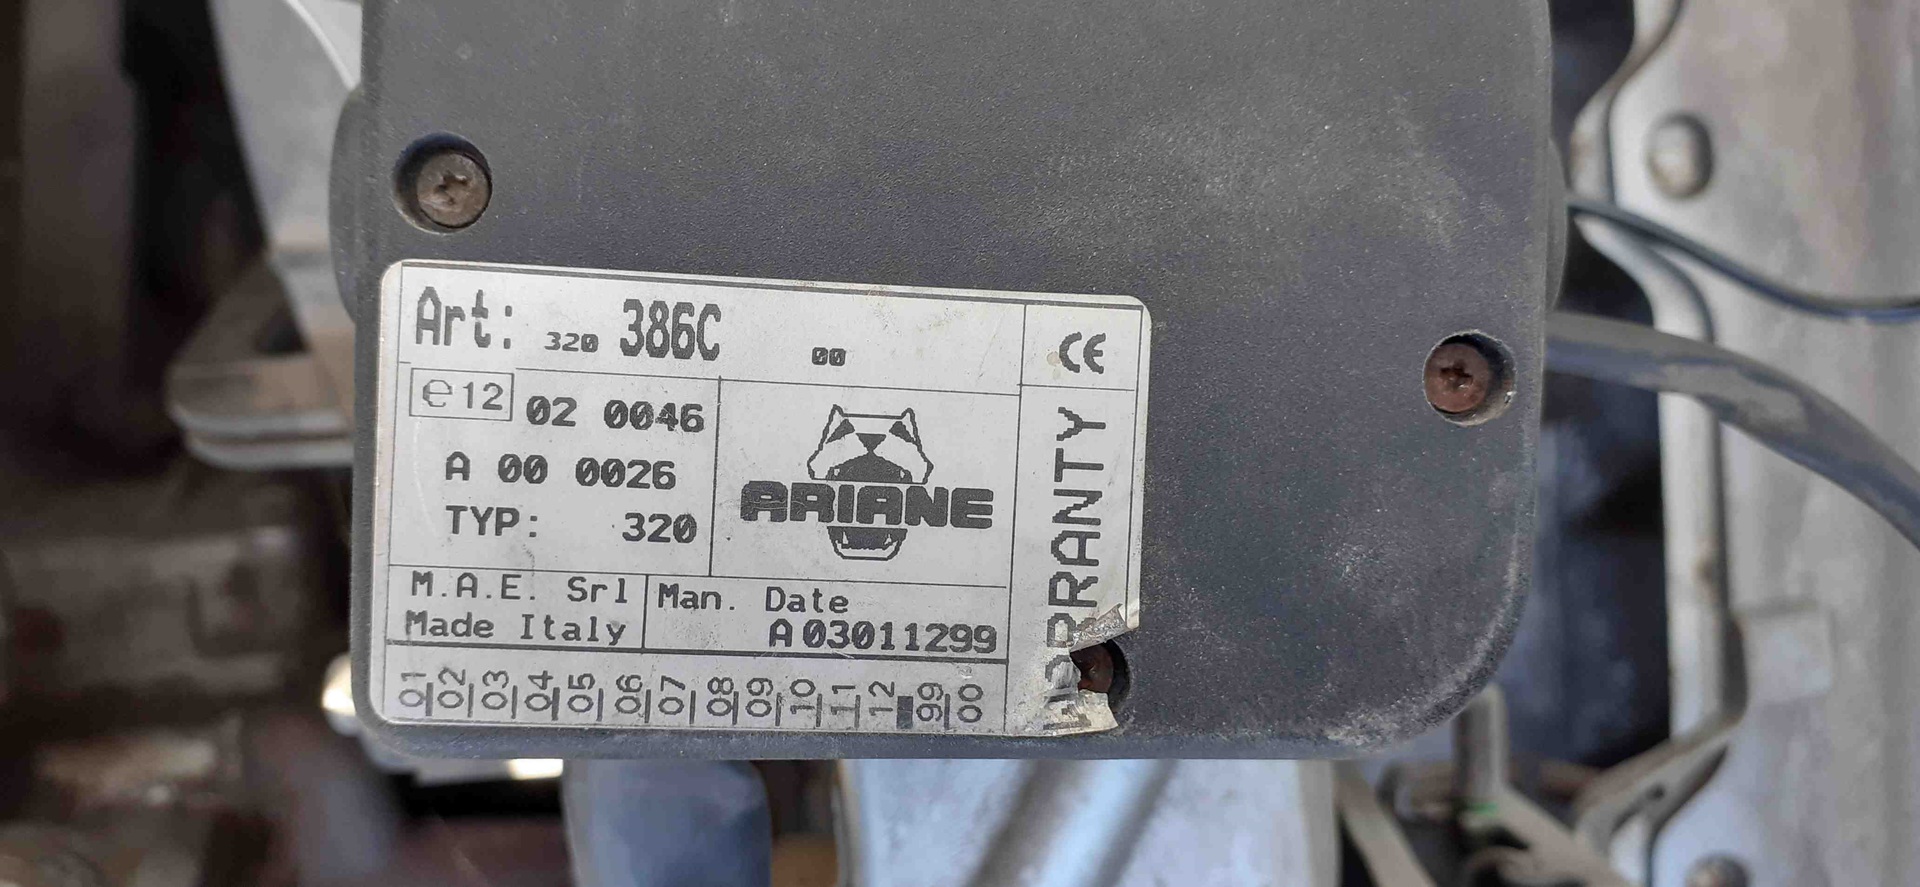 Art: 320 386C 00
CE
e12 02 0046
A 00 0026
TYP: 320
ARIANE
WARRANTY
M.A.E. Srl
Made Italy
Man. Date
A03011299
01 02 03 04 05 06 07 08 09 10 11 12 99 00